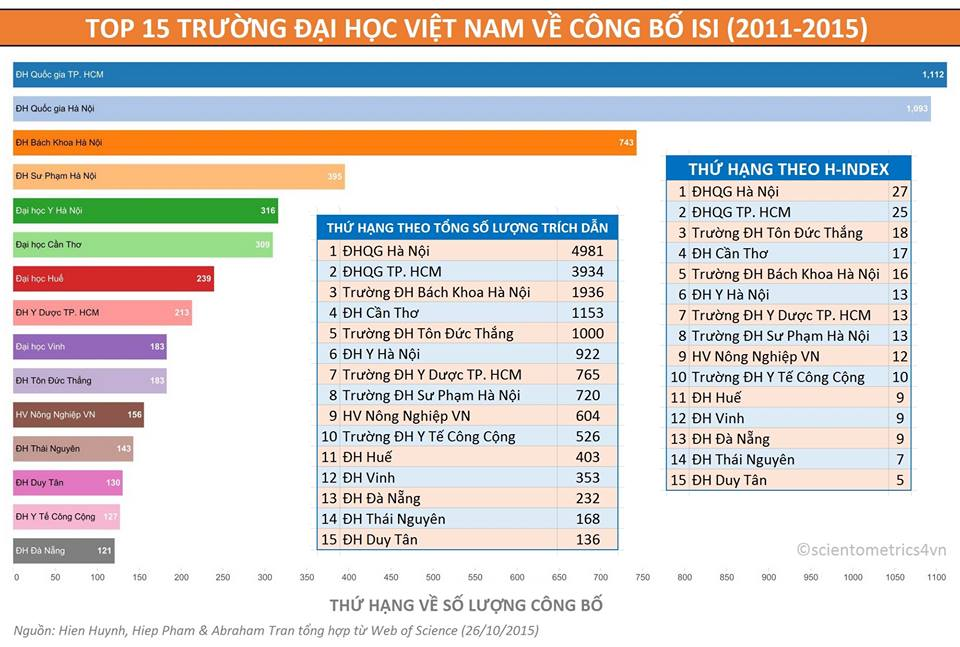 TOP 15 TRƯỜNG ĐẠI HỌC VIỆT NAM VỀ CÔNG BỐ ISI (2011-2015)
ĐH Quốc gia TP. HCM 1,112
ĐH Quốc gia Hà Nội 1,093
ĐH Bách Khoa Hà Nội 743
ĐH Sư Phạm Hà Nội 395
Đại học Y Hà Nội 316
Đại học Cần Thơ 309
Đại học Huế 239
ĐH Y Dược TP. HCM 213
Đại học Vinh 183
ĐH Tôn Đức Thắng 183
HV Nông Nghiệp VN 156
ĐH Thái Nguyên 143
ĐH Duy Tân 130
ĐH Y Tế Công Cộng 127
ĐH Đà Nẵng 121
THỨ HẠNG THEO TỔNG SỐ LƯỢNG TRÍCH DẪN
1 ĐHQG Hà Nội 4981
2 ĐHQG TP. HCM 3934
3 Trường ĐH Bách Khoa Hà Nội 1936
4 ĐH Cần Thơ 1153
5 Trường ĐH Tôn Đức Thắng 1000
6 ĐH Y Hà Nội 922
7 Trường ĐH Y Dược TP. HCM 765
8 Trường ĐH Sư Phạm Hà Nội 720
9 HV Nông Nghiệp VN 604
10 Trường ĐH Y Tế Công Cộng 526
11 ĐH Huế 403
12 ĐH Vinh 353
13 ĐH Đà Nẵng 232
14 ĐH Thái Nguyên 168
15 ĐH Duy Tân 136
THỨ HẠNG THEO H-INDEX
1 ĐHQG Hà Nội 27
2 ĐHQG TP. HCM 25
3 Trường ĐH Tôn Đức Thắng 18
4 ĐH Cần Thơ 17
5 Trường ĐH Bách Khoa Hà Nội 16
6 ĐH Y Hà Nội 13
7 Trường ĐH Y Dược TP. HCM 13
8 Trường ĐH Sư Phạm Hà Nội 13
9 HV Nông Nghiệp VN 12
10 Trường ĐH Y Tế Công Cộng 10
11 ĐH Huế 9
12 ĐH Vinh 9
13 ĐH Đà Nẵng 9
14 ĐH Thái Nguyên 7
15 ĐH Duy Tân 5
©scientometrics4vn
0 50 100 150 200 250 300 350 400 450 500 550 600 650 700 750 800 850 900 950 1000 1050 1100
THỨ HẠNG VỀ SỐ LƯỢNG CÔNG BỐ
Nguồn: Hien Huynh, Hiep Pham & Abraham Tran tổng hợp từ Web of Science (26/10/2015)